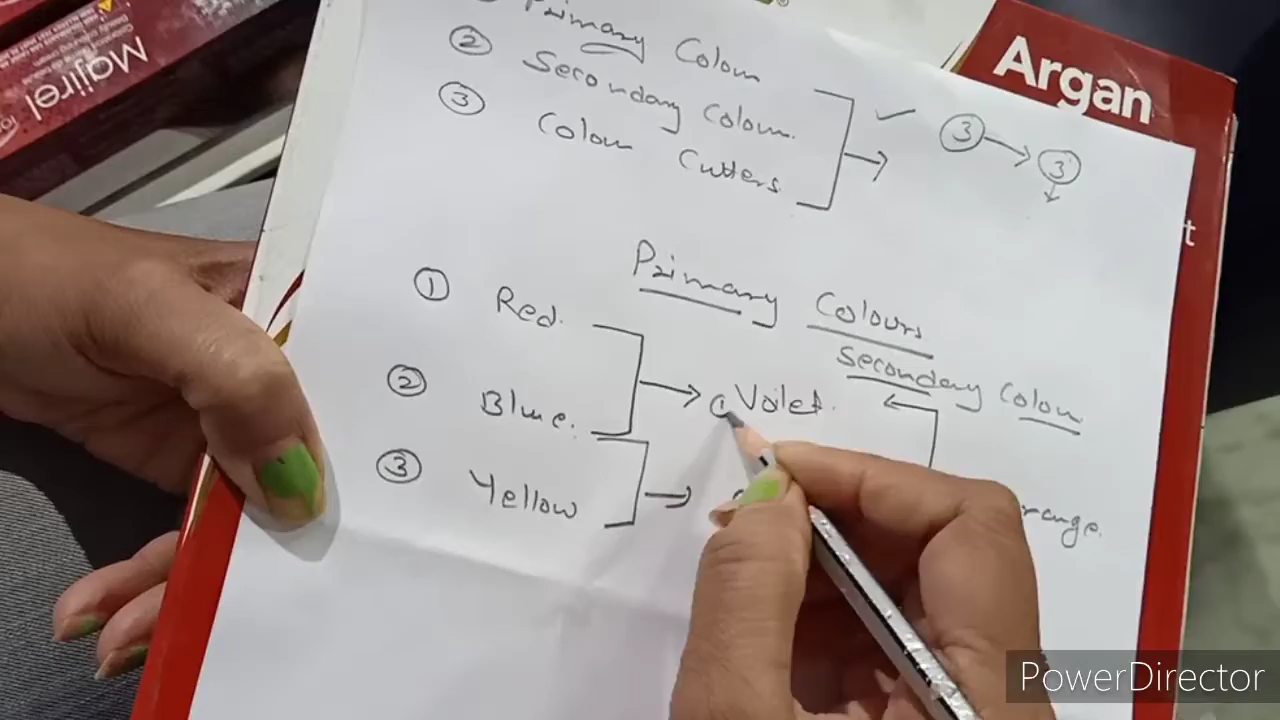 Majirel
Argan
Primary Colour
② Secondary Colour.
③ Colour Cutters.
③ → ③
Primary Colours
① Red.
Secondary Colour
② Blue.
Voilet.
③ Yellow
range.
PowerDirector